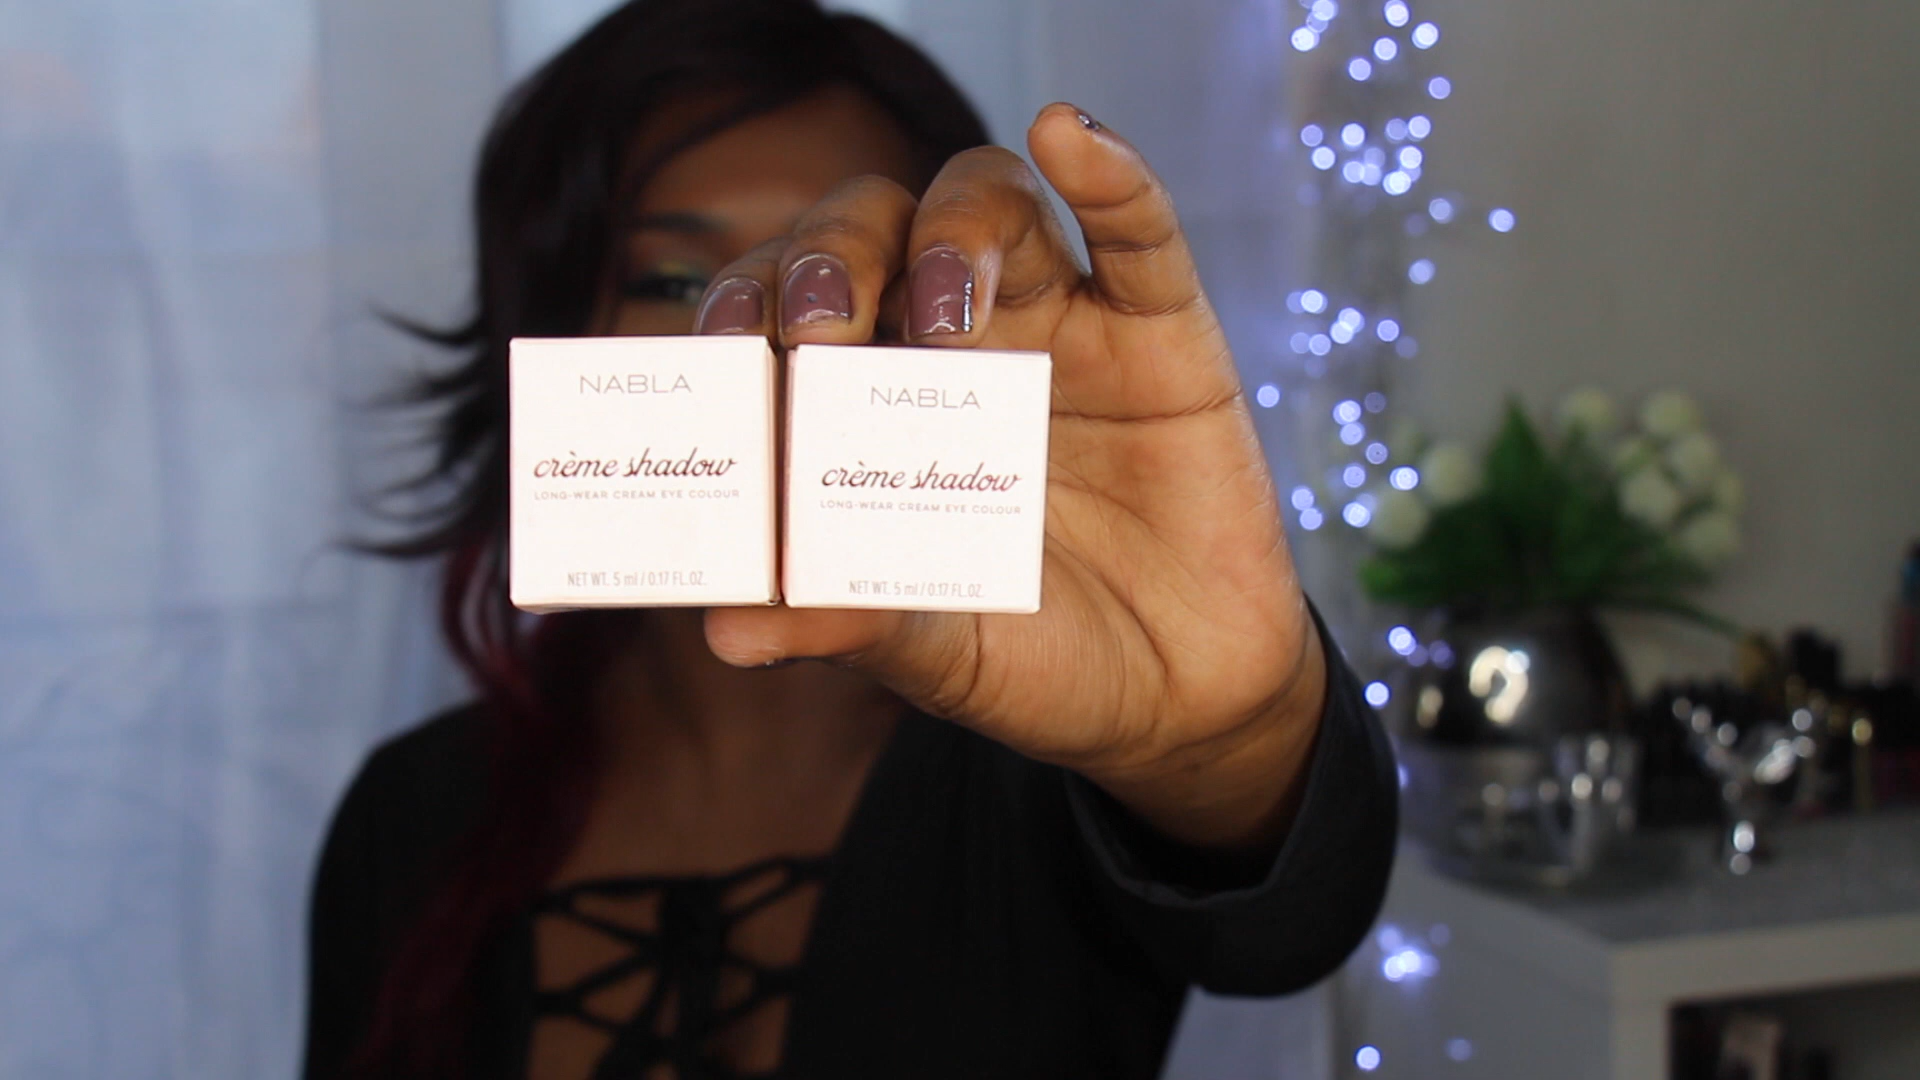 NABLA
crème shadow
LONG-WEAR CREAM EYE COLOUR
NET WT. 5 ml / 0.17 FL.OZ.
NABLA
crème shadow
LONG-WEAR CREAM EYE COLOUR
NET WT. 5 ml / 0.17 FL.OZ.